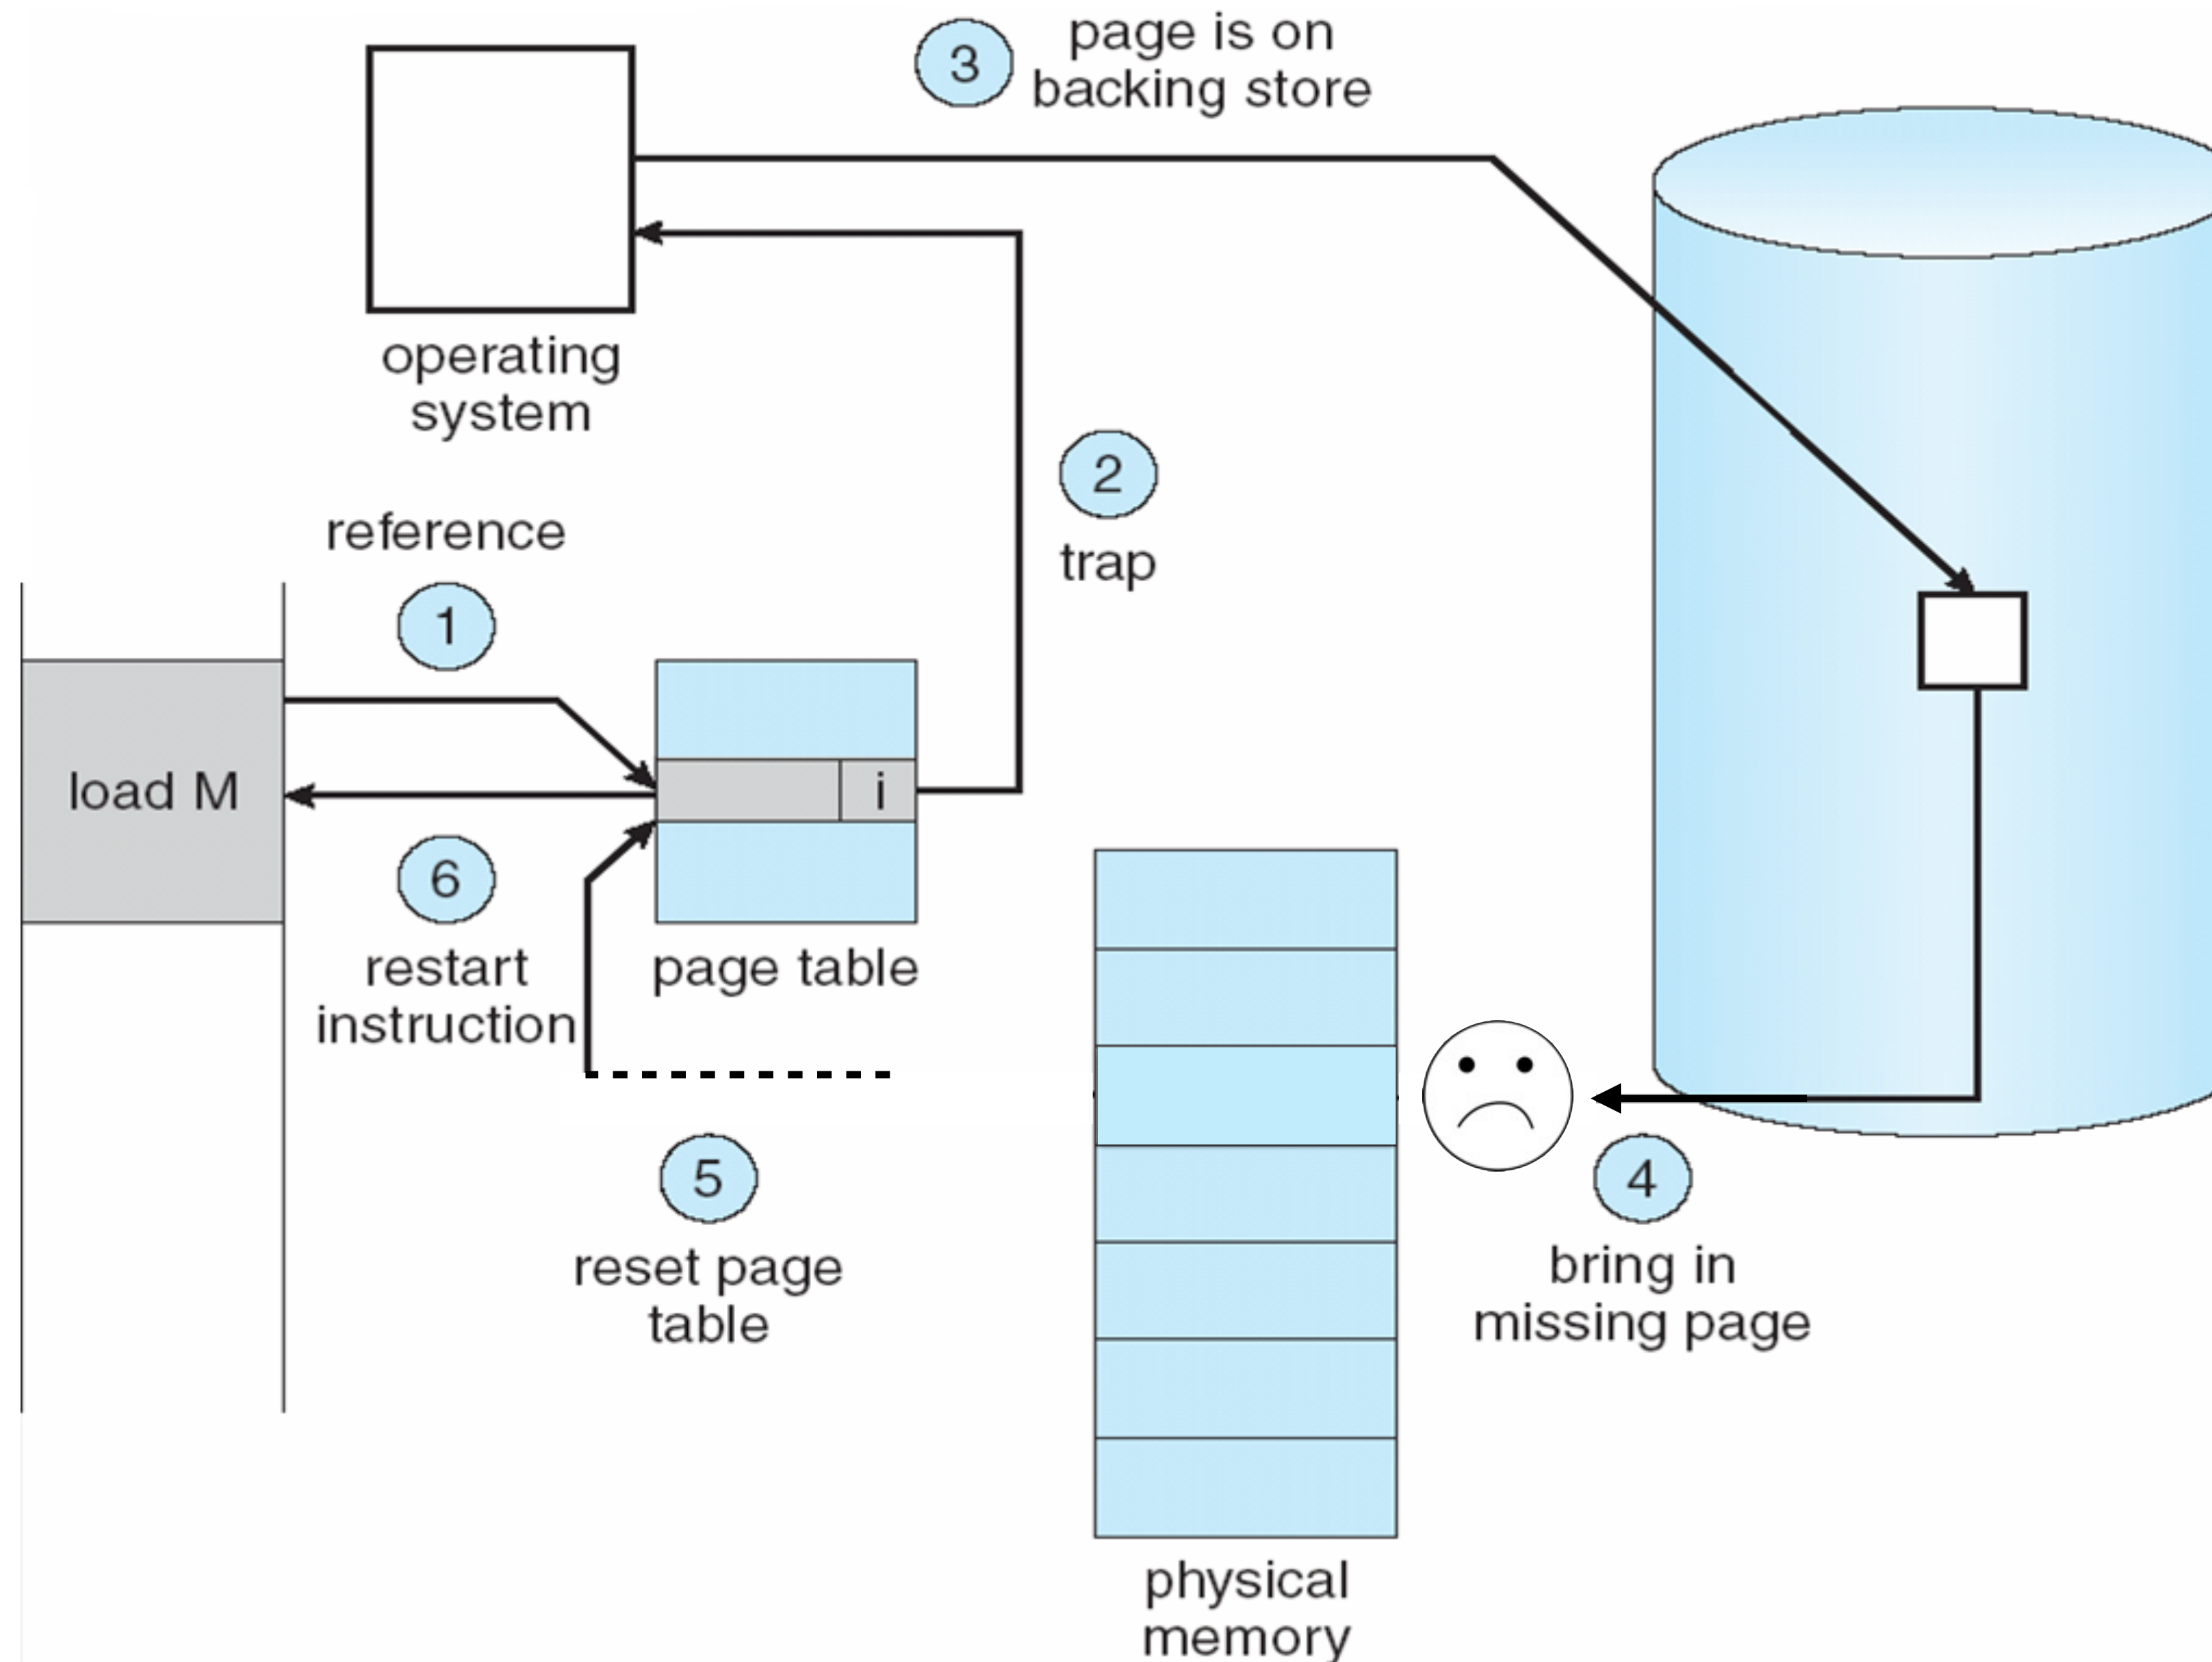 3
page is on
backing store
operating
system
2
trap
reference
1
load M
i
6
restart
instruction
page table
5
reset page
table
4
bring in
missing page
physical
memory